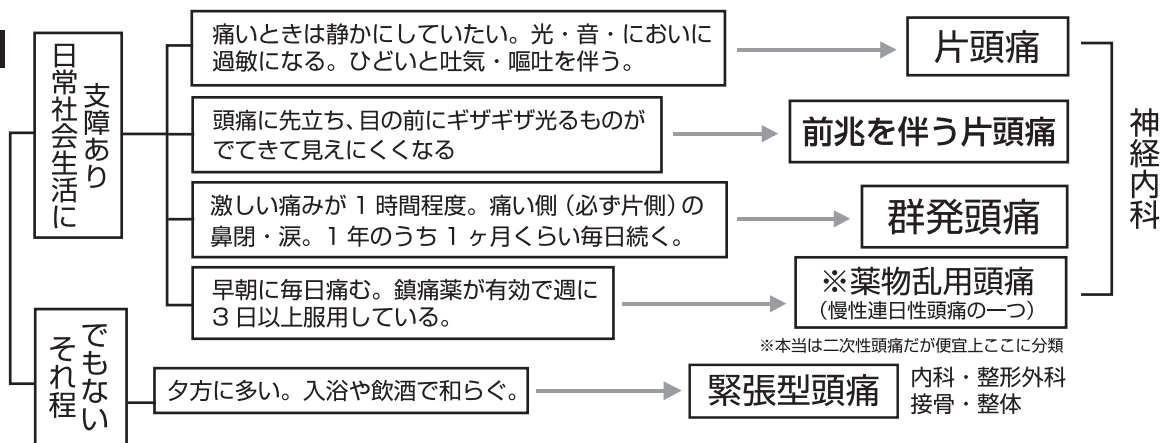 日常社会生活に
支障あり
痛いときは静かにしていたい。光・音・においに
過敏になる。ひどいと吐気・嘔吐を伴う。
片頭痛
頭痛に先立ち、目の前にギザギザ光るものが
でてきて見えにくくなる
前兆を伴う片頭痛
激しい痛みが 1 時間程度。痛い側（必ず片側）の
鼻閉・涙。1 年のうち 1 ヶ月くらい毎日続く。
群発頭痛
早朝に毎日痛む。鎮痛薬が有効で週に
3 日以上服用している。
※薬物乱用頭痛
（慢性連日性頭痛の一つ）
※本当は二次性頭痛だが便宜上ここに分類
神経内科
それ程
でもない
夕方に多い。入浴や飲酒で和らぐ。
緊張型頭痛
内科・整形外科
接骨・整体